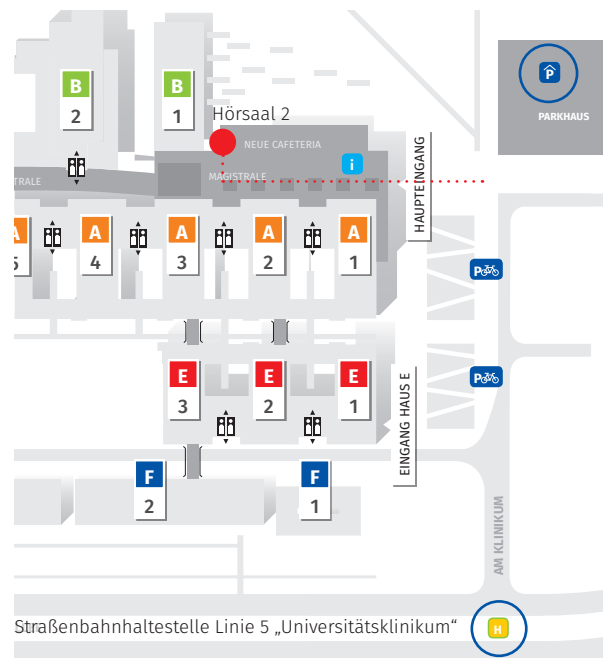 P
PARKHAUS
B
2
B
1
Hörsaal 2
NEUE CAFETERIA
i
TRALE
MAGISTRALE
HAUPTEINGANG
A
5
A
4
A
3
A
2
A
1
P
E
3
E
2
E
1
P
EINGANG HAUS E
F
2
F
1
AM KLINIKUM
Straßenbahnhaltestelle Linie 5 „Universitätsklinikum“
H